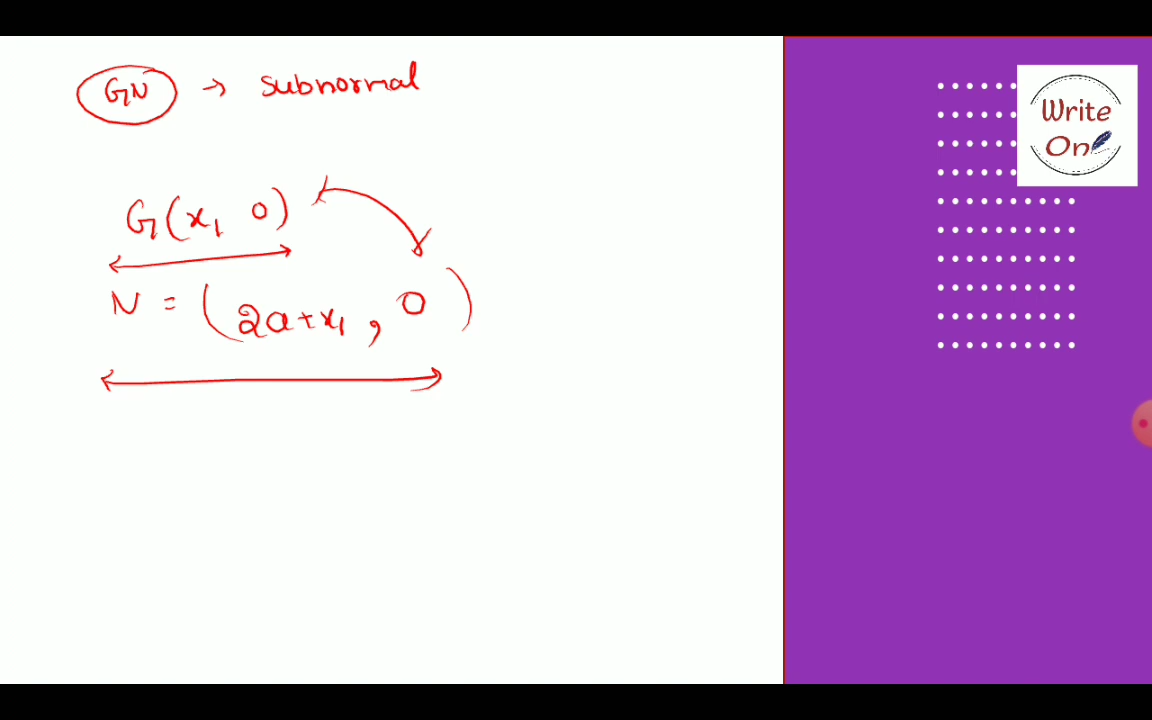 GN → subnormal
G(x₁ 0)
N = (2a+x₁, 0)
Write
On